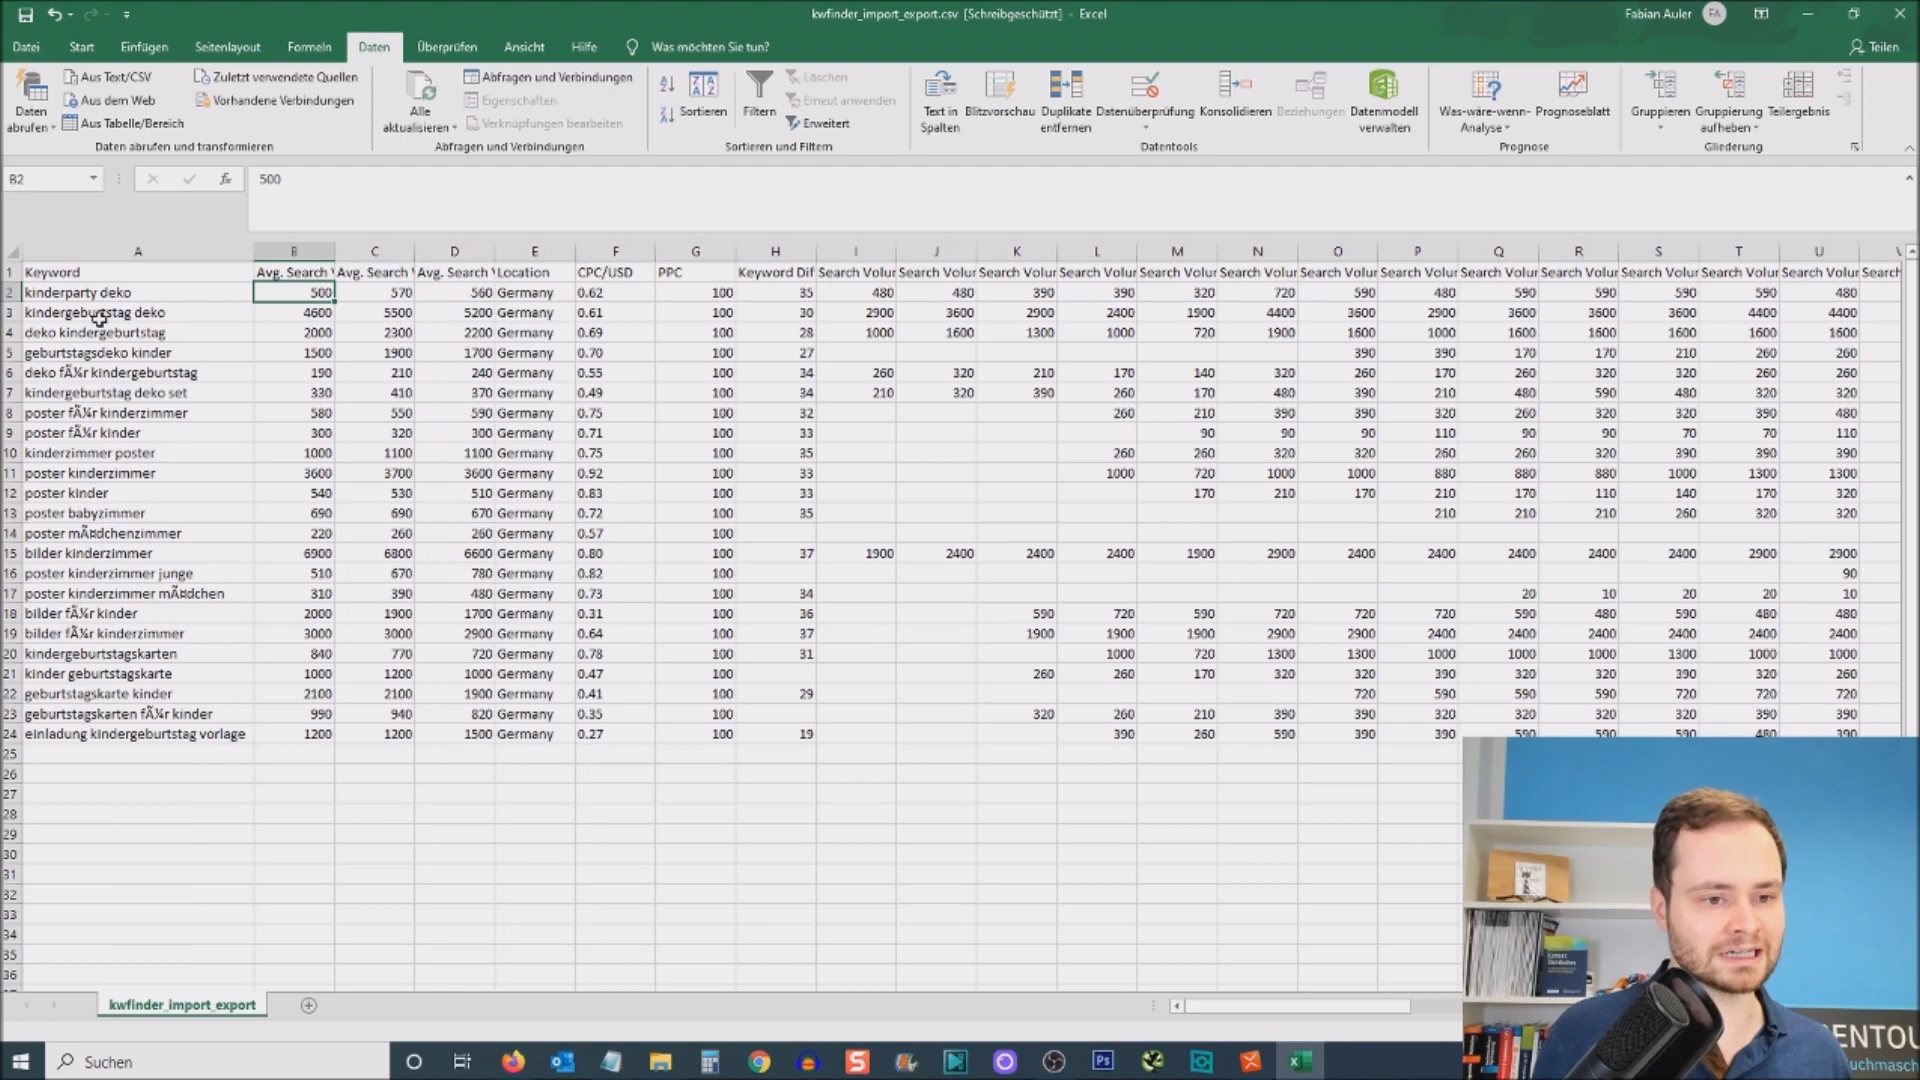 kwfinder_import_export.csv [Schreibgeschützt] - Excel
Fabian Auler FA
Datei Start Einfügen Seitenlayout Formeln Daten Überprüfen Ansicht Hilfe Was möchten Sie tun? Teilen
Daten abrufen
Aus Text/CSV
Aus dem Web
Aus Tabelle/Bereich
Zuletzt verwendete Quellen
Vorhandene Verbindungen
Daten abrufen und transformieren
Alle aktualisieren
Abfragen und Verbindungen
Eigenschaften
Verknüpfungen bearbeiten
Abfragen und Verbindungen
Sortieren
Filtern
Löschen
Erneut anwenden
Erweitert
Sortieren und Filtern
Text in Spalten
Blitzvorschau
Duplikate entfernen
Datenüberprüfung
Konsolidieren
Beziehungen
Datenmodell verwalten
Datentools
Was-wäre-wenn-Analyse
Prognoseblatt
Prognose
Gruppieren
Gruppierung aufheben
Teilergebnis
Gliederung
B2 fx 500
A B C D E F G H I J K L M N O P Q R S T U
1 Keyword Avg. Search Avg. Search Avg. Search Location CPC/USD PPC Keyword Dif Search Volur Search Volur Search Volur Search Volur Search Volur Search Volur Search Volur Search Volur Search Volur Search Volur Search Volur Search Volur Search Volur Search
2 kinderparty deko 500 570 560 Germany 0.62 100 35 480 480 390 390 320 720 590 480 590 590 590 590 480
3 kindergeburtstag deko 4600 5500 5200 Germany 0.61 100 30 2900 3600 2900 2400 1900 4400 3600 2900 3600 3600 3600 4400 4400
4 deko kindergeburtstag 2000 2300 2200 Germany 0.69 100 28 1000 1600 1300 1000 720 1900 1600 1000 1600 1600 1600 1600 1600
5 geburtstagsdeko kinder 1500 1900 1700 Germany 0.70 100 27 390 390 170 170 210 260 260
6 deko fÃ¼r kindergeburtstag 190 210 240 Germany 0.55 100 34 260 320 210 170 140 320 260 170 260 320 320 260 260
7 kindergeburtstag deko set 330 410 370 Germany 0.49 100 34 210 320 390 260 170 480 390 210 480 590 480 320 320
8 poster fÃ¼r kinderzimmer 580 550 590 Germany 0.75 100 32 260 210 390 390 320 260 320 320 390 480
9 poster fÃ¼r kinder 300 320 300 Germany 0.71 100 33 90 90 90 110 90 90 70 70 110
10 kinderzimmer poster 1000 1100 1100 Germany 0.75 100 35 260 260 320 320 260 260 320 390 390 390
11 poster kinderzimmer 3600 3700 3600 Germany 0.92 100 33 1000 720 1000 1000 880 880 880 1000 1300 1300
12 poster kinder 540 530 510 Germany 0.83 100 33 170 210 170 210 170 110 140 170 320
13 poster babyzimmer 690 690 670 Germany 0.72 100 35 210 210 210 260 320 320
14 poster mÃ¤dchenzimmer 220 260 260 Germany 0.57 100
15 bilder kinderzimmer 6900 6800 6600 Germany 0.80 100 37 1900 2400 2400 2400 1900 2900 2400 2400 2400 2400 2400 2900 2900
16 poster kinderzimmer junge 510 670 780 Germany 0.82 100 90
17 poster kinderzimmer mÃ¤dchen 310 390 480 Germany 0.73 100 34 20 10 20 20 10
18 bilder fÃ¼r kinder 2000 1900 1700 Germany 0.31 100 36 590 720 590 720 720 720 590 480 590 480 480
19 bilder fÃ¼r kinderzimmer 3000 3000 2900 Germany 0.64 100 37 1900 1900 1900 2900 2900 2400 2400 2400 2400 2400 2400
20 kindergeburtstagskarten 840 770 720 Germany 0.78 100 31 1000 720 1300 1300 1000 1000 1000 1300 1000 1000
21 kinder geburtstagskarte 1000 1200 1000 Germany 0.47 100 260 260 170 320 320 390 320 320 390 320 260
22 geburtstagskarte kinder 2100 2100 1900 Germany 0.41 100 29 720 590 590 590 720 720 720
23 geburtstagskarten fÃ¼r kinder 990 940 820 Germany 0.35 100 320 260 210 390 390 320 320 320 320 390 390
24 einladung kindergeburtstag vorlage 1200 1200 1500 Germany 0.27 100 19 390 260 590 390 390 590 590 590 480 390
25
26
27
28
29
30
31
32
33
34
35
36
kwfinder_import_export
Suchen
ENTOU
uchmasch